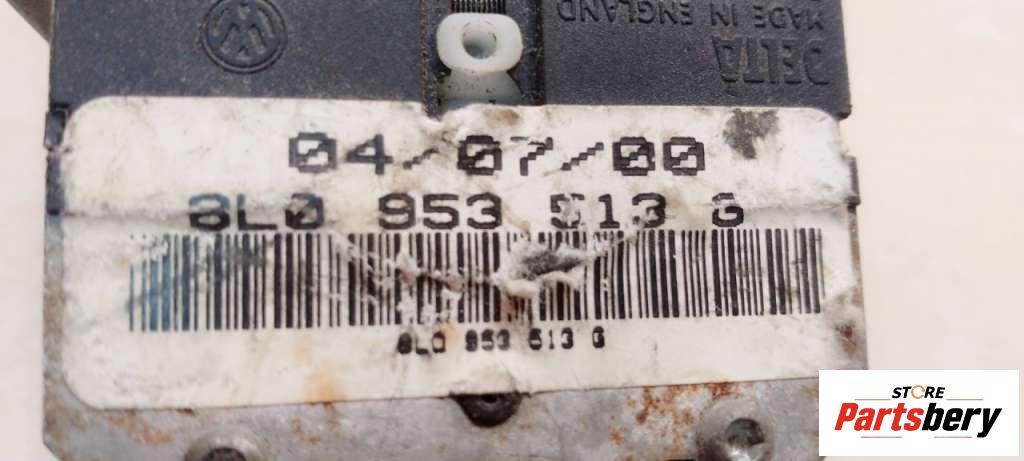 DELTA
MADE IN ENGLAND
04/07/00
8L0 953 513 G
8L0 953 513 G
STORE
Partsbery